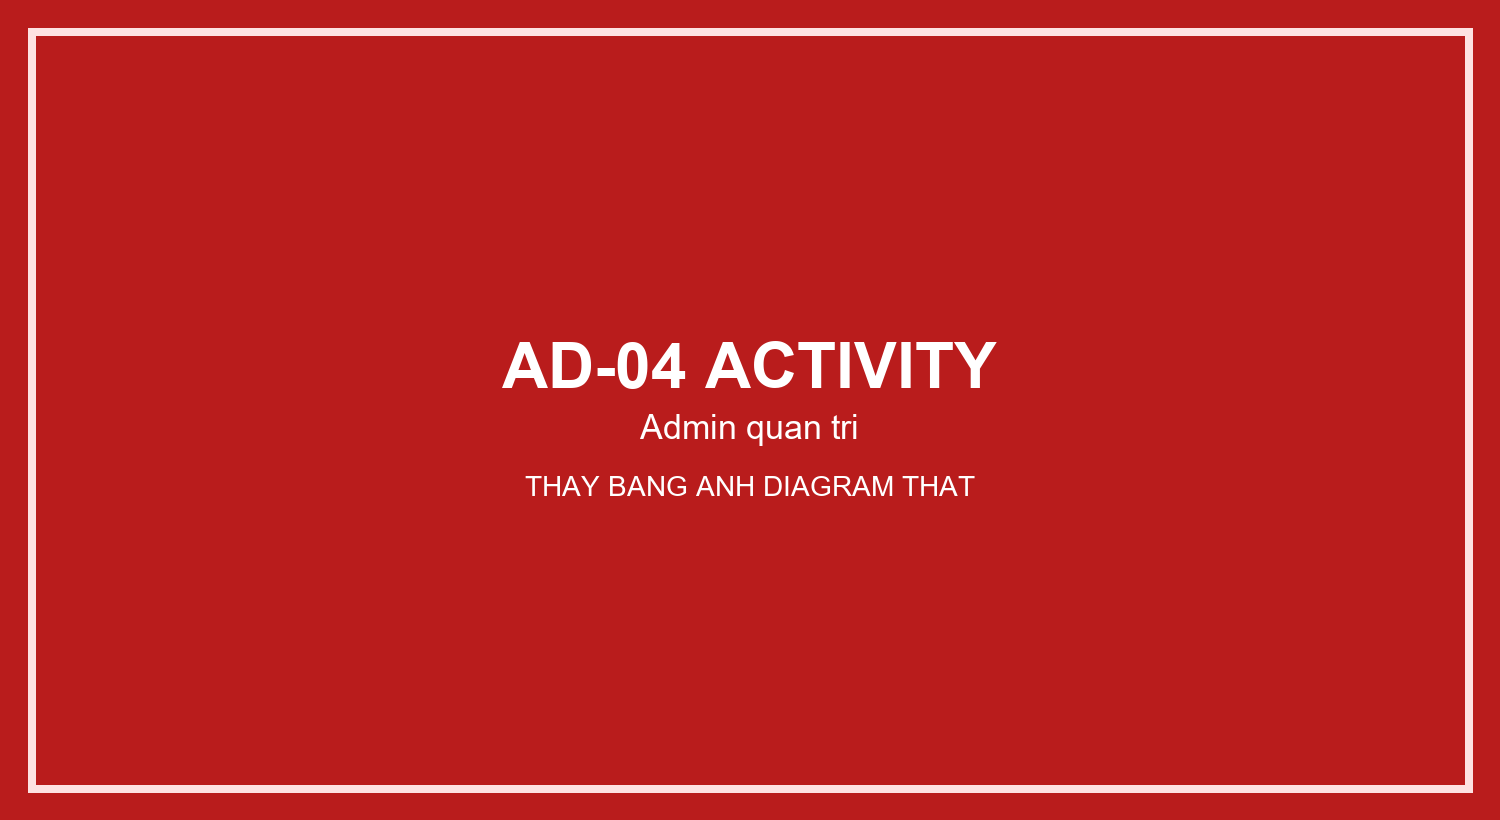 AD-04 ACTIVITY
Admin quan tri
THAY BANG ANH DIAGRAM THAT